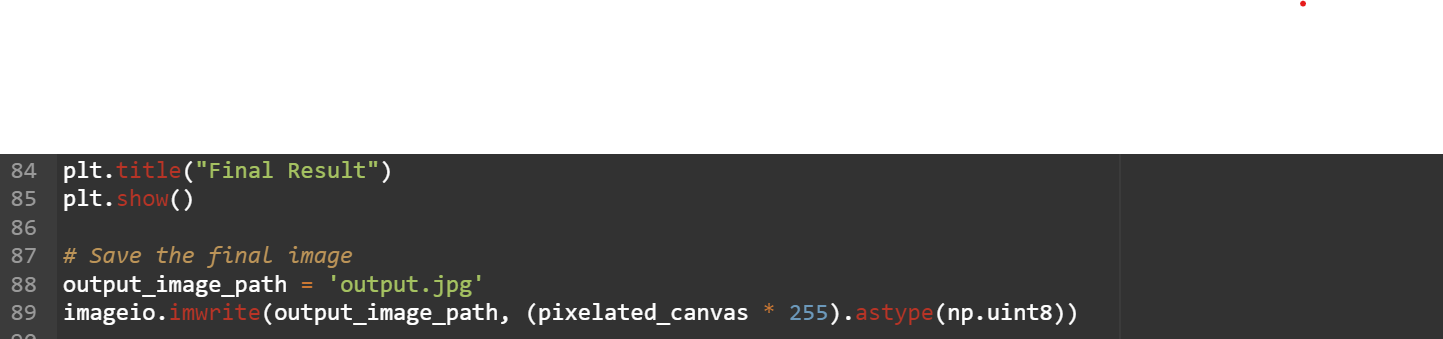 84 plt.title("Final Result")
85 plt.show()
86
87 # Save the final image
88 output_image_path = 'output.jpg'
89 imageio.imwrite(output_image_path, (pixelated_canvas * 255).astype(np.uint8))